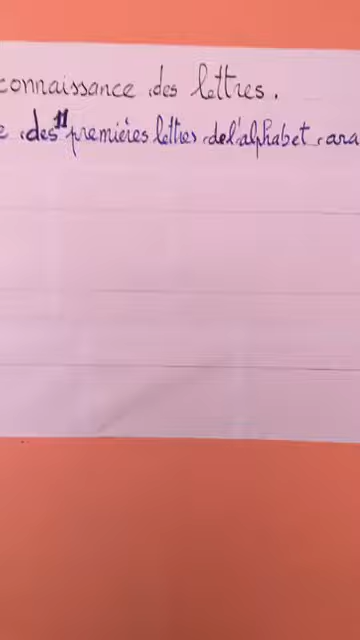 connaissance des lettres.
e des 11 premières lettres de l'alphabet ara